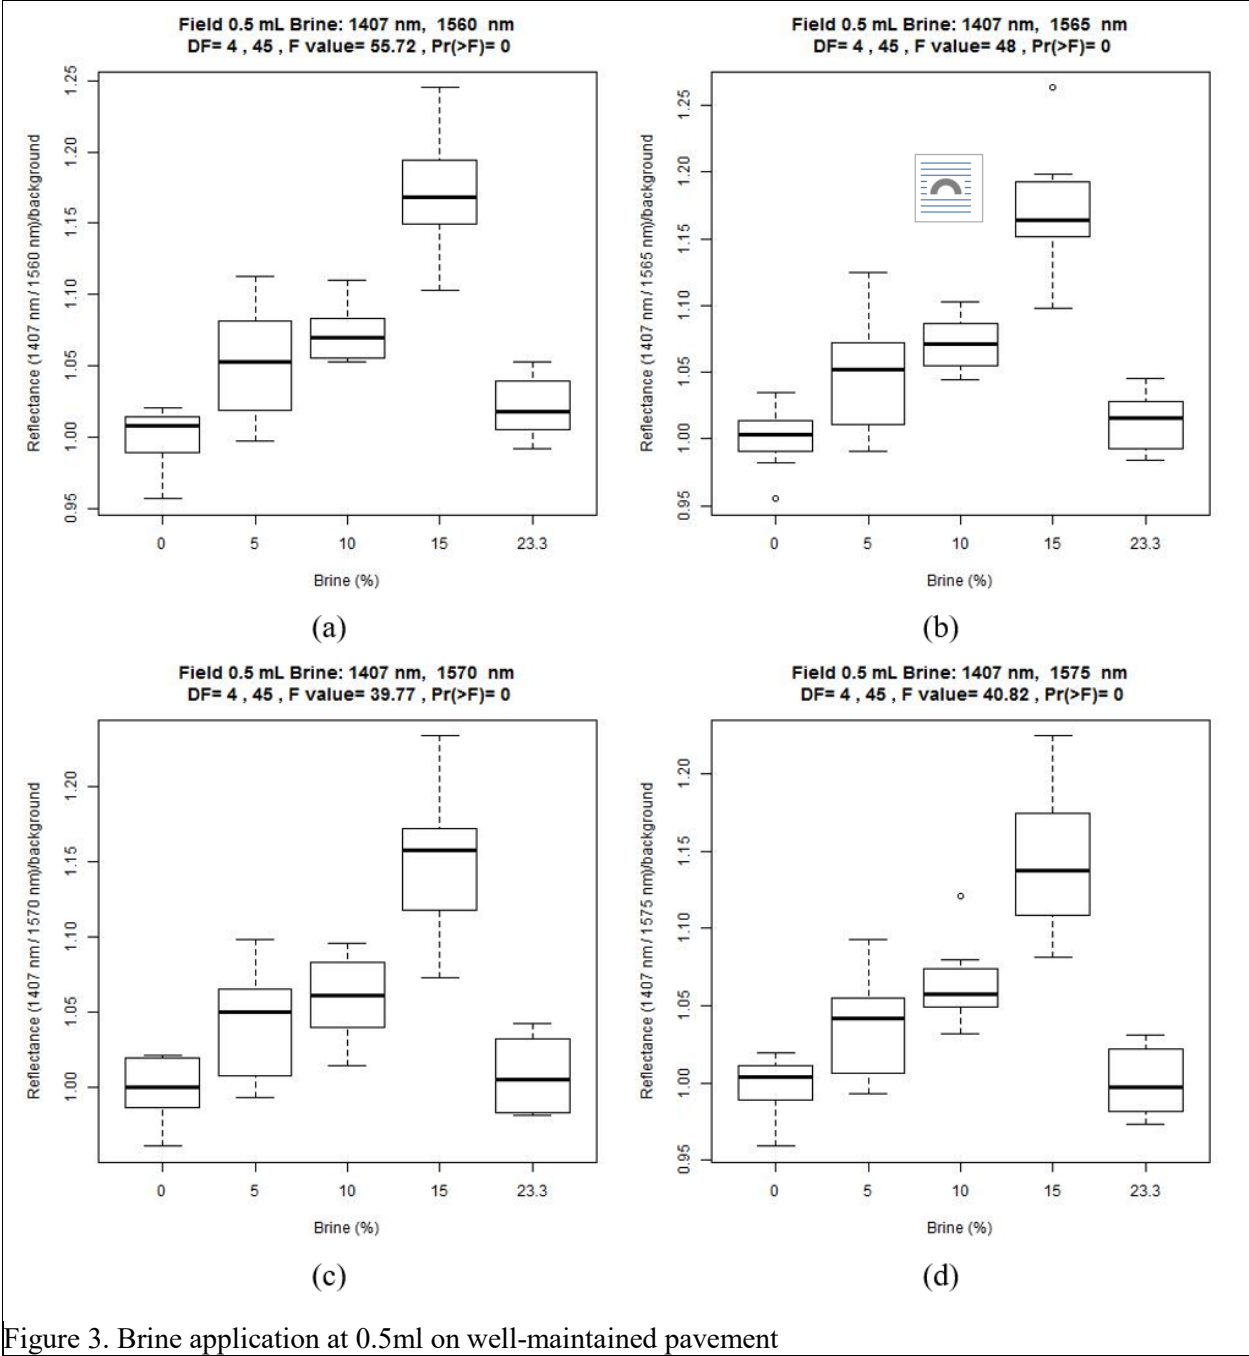 Field 0.5 mL Brine: 1407 nm,  1560  nm
DF= 4 , 45 , F value= 55.72 , Pr(>F)= 0
Reflectance (1407 nm / 1560 nm)/background
1.25
1.20
1.15
1.10
1.05
1.00
0.95
0
5
10
15
23.3
Brine (%)
(a)
Field 0.5 mL Brine: 1407 nm,  1565  nm
DF= 4 , 45 , F value= 48 , Pr(>F)= 0
Reflectance (1407 nm / 1565 nm)/background
1.25
1.20
1.15
1.10
1.05
1.00
0.95
0
5
10
15
23.3
Brine (%)
(b)
Field 0.5 mL Brine: 1407 nm,  1570  nm
DF= 4 , 45 , F value= 39.77 , Pr(>F)= 0
Reflectance (1407 nm / 1570 nm)/background
1.20
1.15
1.10
1.05
1.00
0
5
10
15
23.3
Brine (%)
(c)
Field 0.5 mL Brine: 1407 nm,  1575  nm
DF= 4 , 45 , F value= 40.82 , Pr(>F)= 0
Reflectance (1407 nm / 1575 nm)/background
1.20
1.15
1.10
1.05
1.00
0.95
0
5
10
15
23.3
Brine (%)
(d)
Figure 3. Brine application at 0.5ml on well-maintained pavement